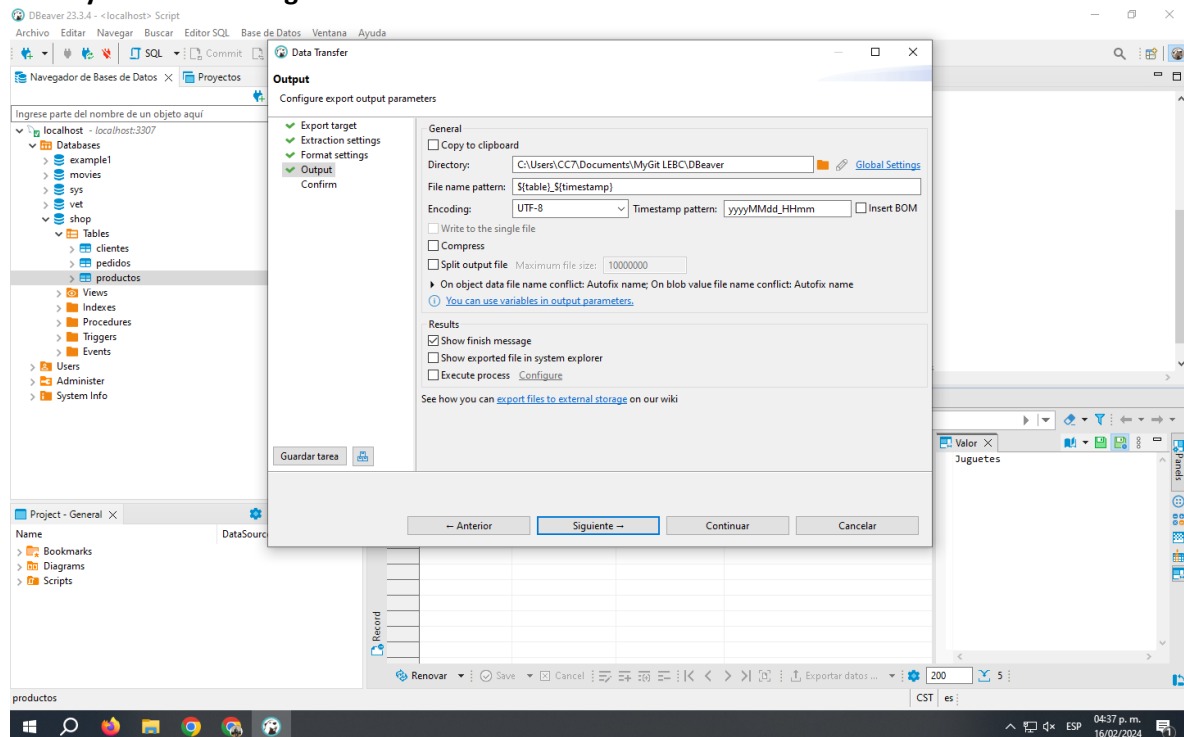 DBeaver 23.3.4 - <localhost> Script
Archivo Editar Navegar Buscar Editor SQL Base de Datos Ventana Ayuda
SQL Commit
Navegador de Bases de Datos Proyectos
Ingrese parte del nombre de un objeto aquí
localhost - localhost:3307
Databases
example1
movies
sys
vet
shop
Tables
clientes
pedidos
productos
Views
Indexes
Procedures
Triggers
Events
Users
Administer
System Info
Project - General
Name DataSourc
Bookmarks
Diagrams
Scripts
Data Transfer
Output
Configure export output parameters
Export target
Extraction settings
Format settings
Output
Confirm
General
Copy to clipboard
Directory: C:\Users\CC7\Documents\MyGit LEBC\DBeaver Global Settings
File name pattern: ${table}_${timestamp}
Encoding: UTF-8 Timestamp pattern: yyyyMMdd_HHmm Insert BOM
Write to the single file
Compress
Split output file Maximum file size: 10000000
On object data file name conflict: Autofix name; On blob value file name conflict: Autofix name
You can use variables in output parameters.
Results
Show finish message
Show exported file in system explorer
Execute process Configure
See how you can export files to external storage on our wiki
Guardar tarea
← Anterior Siguiente → Continuar Cancelar
Valor
Juguetes
Panels
Record
Renovar Save Cancel Exportar datos ... 200 5
productos CST es
ESP 04:37 p. m.
16/02/2024